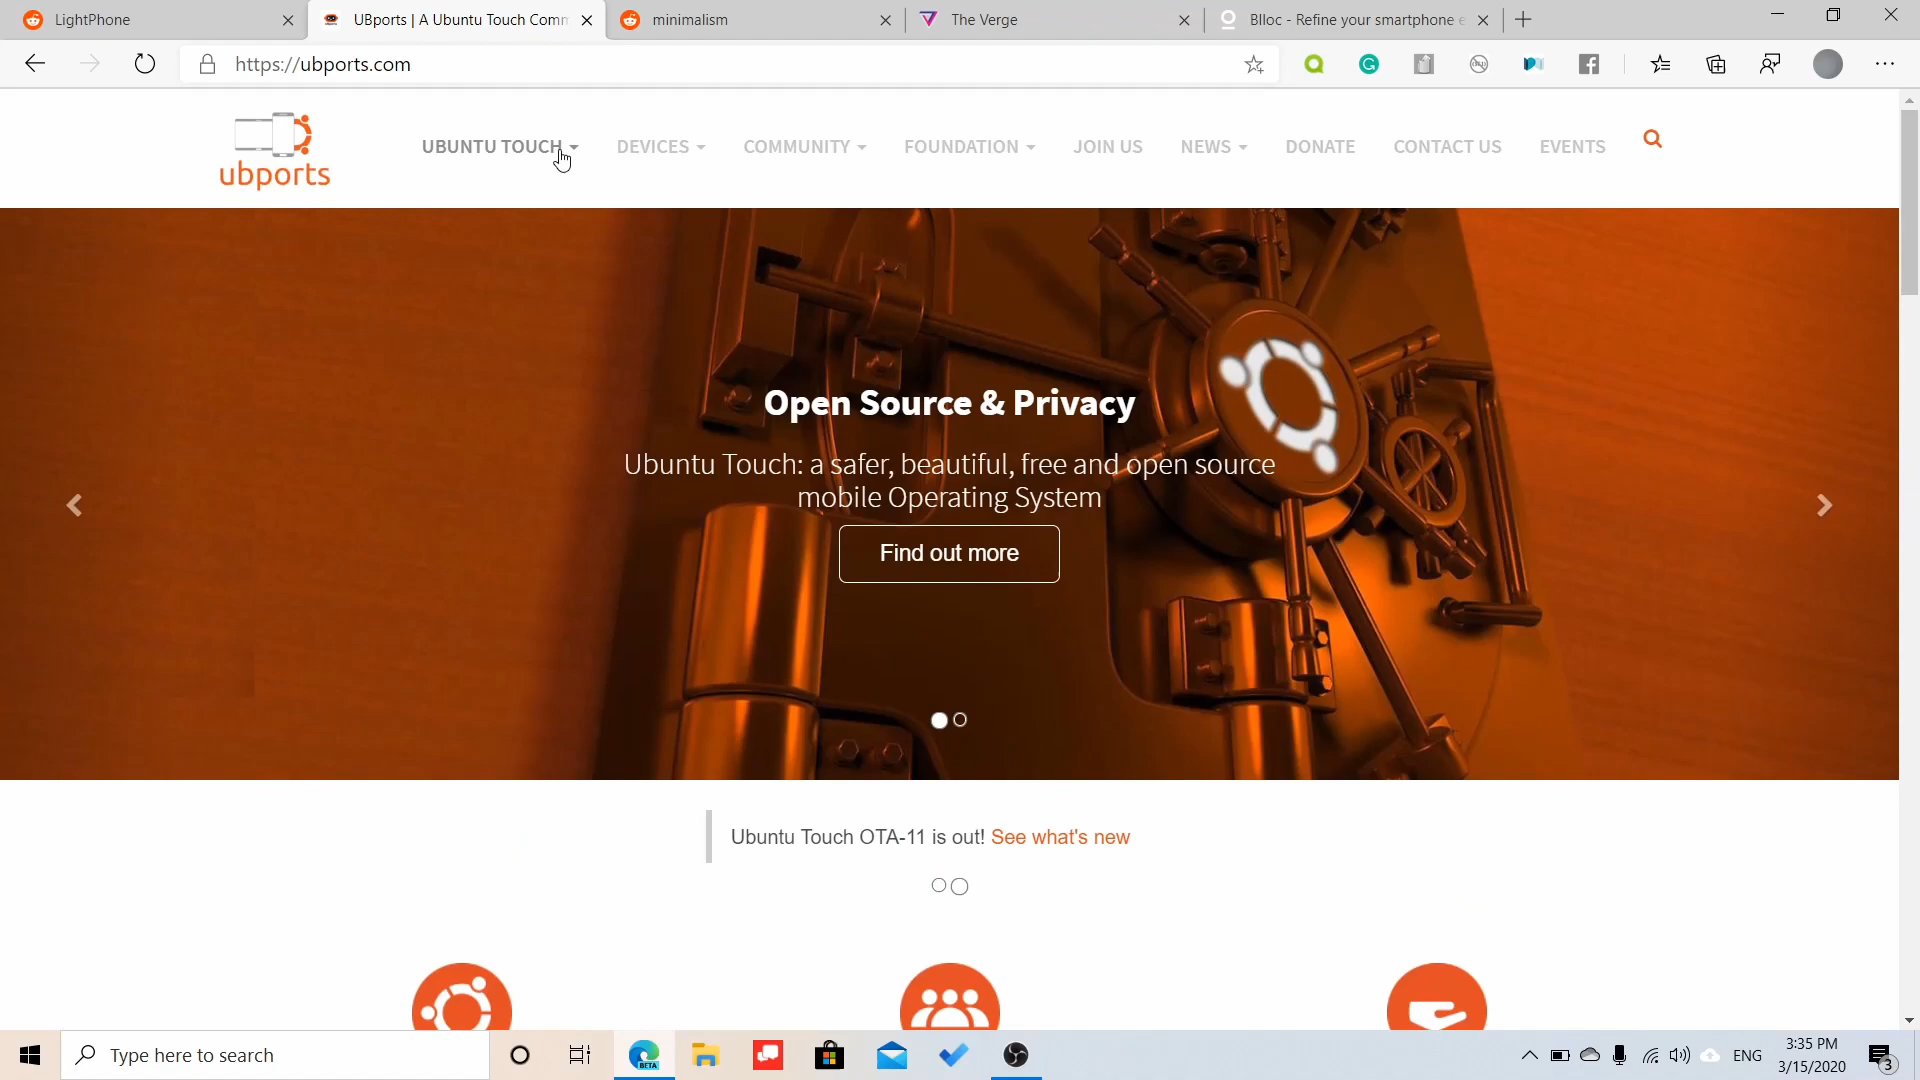 LightPhone
UBports | A Ubuntu Touch Comm
minimalism
The Verge
Blloc - Refine your smartphone e
https://ubports.com
ubports
UBUNTU TOUCH
DEVICES
COMMUNITY
FOUNDATION
JOIN US
NEWS
DONATE
CONTACT US
EVENTS
Open Source & Privacy
Ubuntu Touch: a safer, beautiful, free and open source
mobile Operating System
Find out more
Ubuntu Touch OTA-11 is out! See what's new
Type here to search
BETA
ENG
3:35 PM
3/15/2020
3